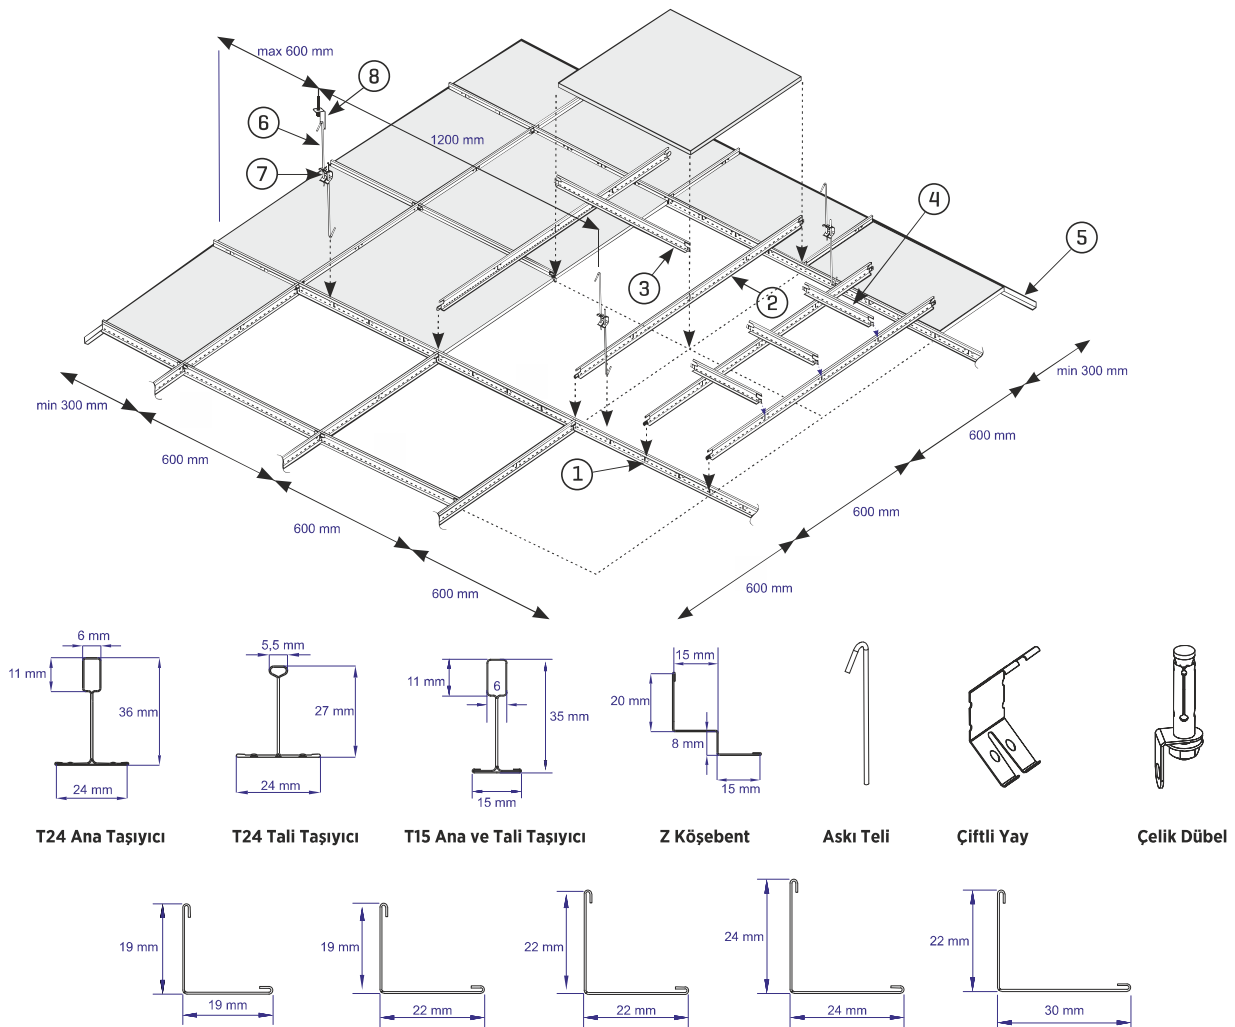 max 600 mm
8
6
1200 mm
7
4
5
3
2
min 300 mm
min 300 mm
600 mm
600 mm
1
600 mm
600 mm
600 mm
600 mm
6 mm
11 mm
36 mm
24 mm
5,5 mm
27 mm
24 mm
11 mm
6
35 mm
15 mm
15 mm
20 mm
8 mm
15 mm
T24 Ana Taşıyıcı
T24 Tali Taşıyıcı
T15 Ana ve Tali Taşıyıcı
Z Köşebent
Askı Teli
Çiftli Yay
Çelik Dübel
19 mm
19 mm
19 mm
22 mm
22 mm
22 mm
24 mm
24 mm
22 mm
30 mm